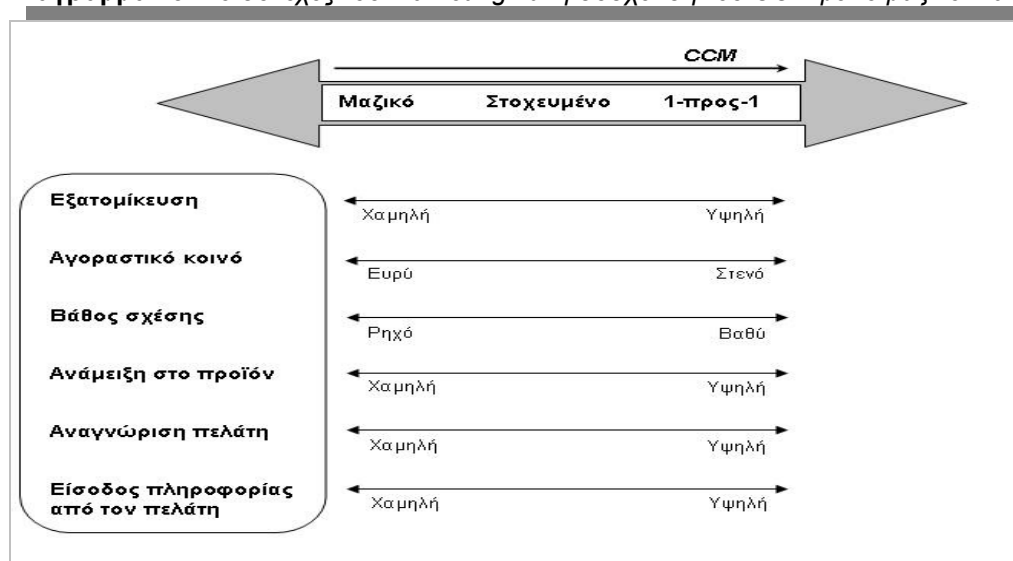 CCM
Μαζικό Στοχευμένο 1-προς-1
Εξατομίκευση
Χαμηλή Υψηλή
Αγοραστικό κοινό
Ευρύ Στενό
Βάθος σχέσης
Ρηχό Βαθύ
Ανάμειξη στο προϊόν
Χαμηλή Υψηλή
Αναγνώριση πελάτη
Χαμηλή Υψηλή
Είσοδος πληροφορίας
από τον πελάτη
Χαμηλή Υψηλή